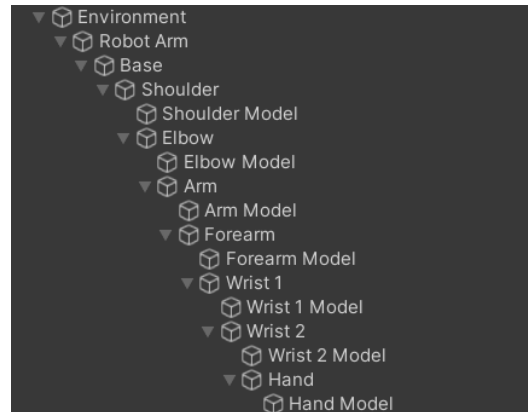 Environment
Robot Arm
Base
Shoulder
Shoulder Model
Elbow
Elbow Model
Arm
Arm Model
Forearm
Forearm Model
Wrist 1
Wrist 1 Model
Wrist 2
Wrist 2 Model
Hand
Hand Model